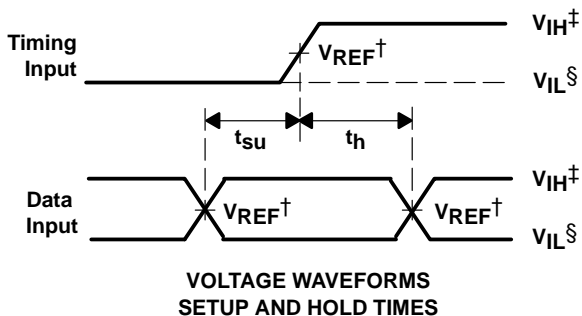 Timing
Input
VREF†
VIH‡
VIL§
tsu
th
Data
Input
VREF†
VREF†
VIH‡
VIL§
VOLTAGE WAVEFORMS
SETUP AND HOLD TIMES